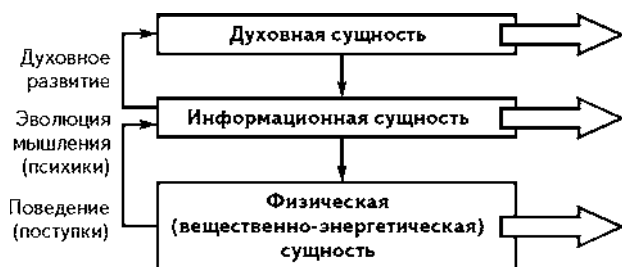 Духовная сущность
Духовное
развитие
Информационная сущность
Эволюция
мышления
(психики)
Физическая
(вещественно-энергетическая)
сущность
Поведение
(поступки)